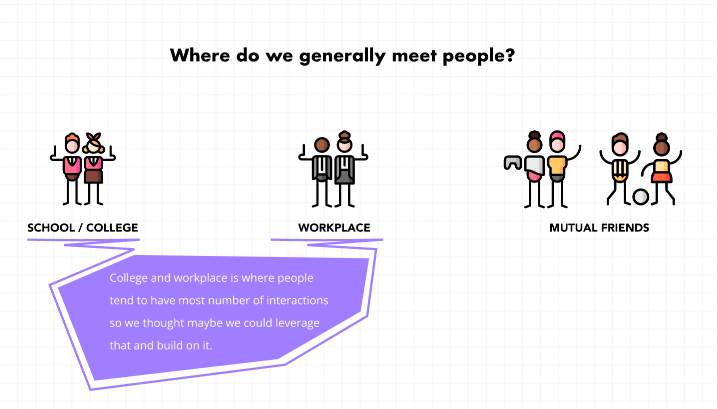 Where do we generally meet people?
SCHOOL / COLLEGE
WORKPLACE
MUTUAL FRIENDS
College and workplace is where people
tend to have most number of interactions
so we thought maybe we could leverage
that and build on it.